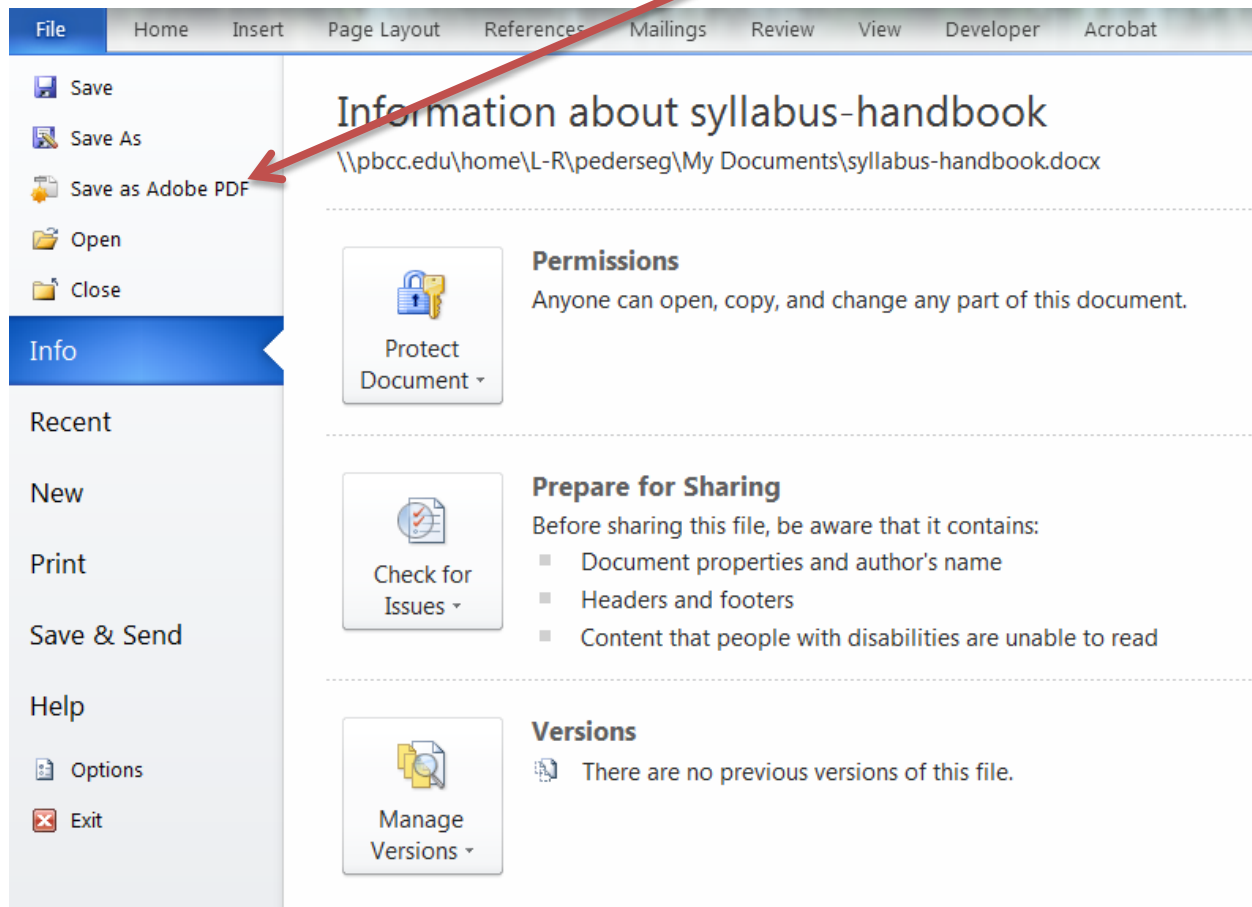 File Home Insert Page Layout References Mailings Review View Developer Acrobat
Save
Save As
Save as Adobe PDF
Open
Close
Info
Recent
New
Print
Save & Send
Help
Options
Exit
Information about syllabus-handbook
\\pbcc.edu\home\L-R\pederseg\My Documents\syllabus-handbook.docx
Protect
Document
Permissions
Anyone can open, copy, and change any part of this document.
Check for
Issues
Prepare for Sharing
Before sharing this file, be aware that it contains:
Document properties and author's name
Headers and footers
Content that people with disabilities are unable to read
Manage
Versions
Versions
There are no previous versions of this file.